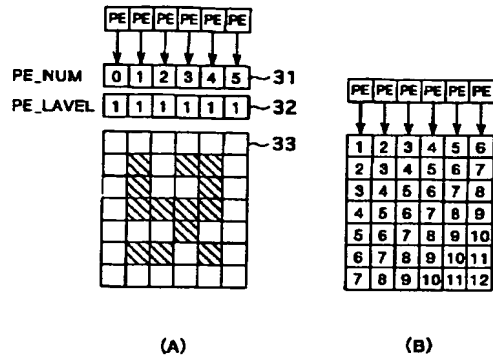 PE PE PE PE PE PE
PE_NUM 0 1 2 3 4 5 31
PE_LAVEL 1 1 1 1 1 1 32
33
PE PE PE PE PE PE
1 2 3 4 5 6
2 3 4 5 6 7
3 4 5 6 7 8
4 5 6 7 8 9
5 6 7 8 9 10
6 7 8 9 10 11
7 8 9 10 11 12
(A) (B)